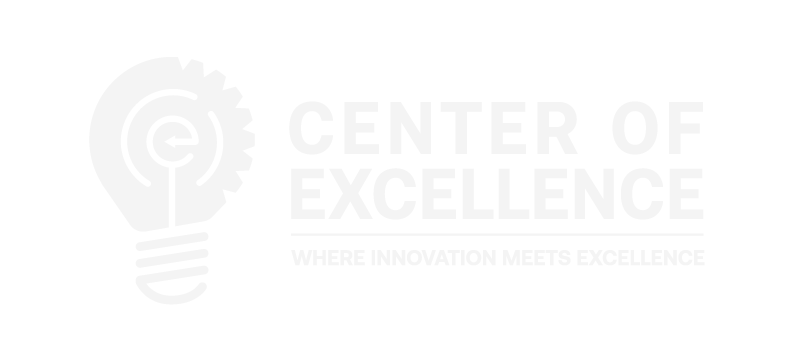 e
CENTER OF
EXCELLENCE
WHERE INNOVATION MEETS EXCELLENCE